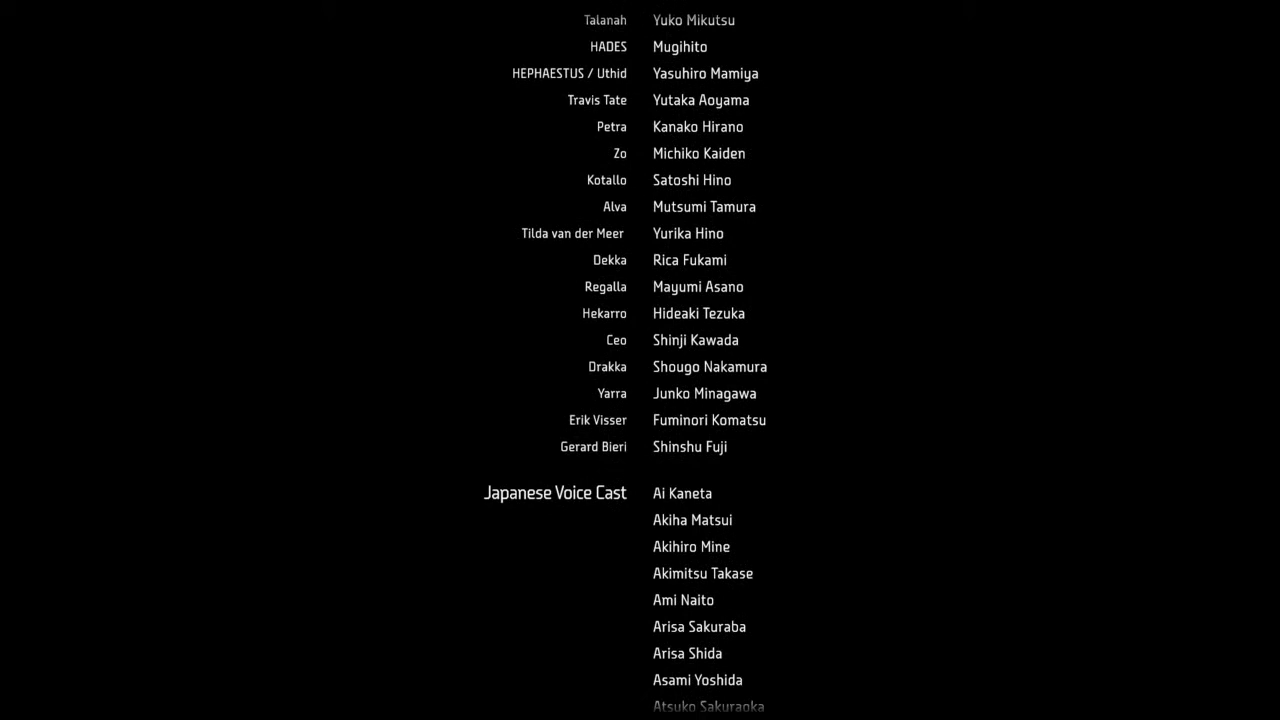 Talanah Yuko Mikutsu
HADES Mugihito
HEPHAESTUS / Uthid Yasuhiro Mamiya
Travis Tate Yutaka Aoyama
Petra Kanako Hirano
Zo Michiko Kaiden
Kotallo Satoshi Hino
Alva Mutsumi Tamura
Tilda van der Meer Yurika Hino
Dekka Rica Fukami
Regalla Mayumi Asano
Hekarro Hideaki Tezuka
Ceo Shinji Kawada
Drakka Shougo Nakamura
Yarra Junko Minagawa
Erik Visser Fuminori Komatsu
Gerard Bieri Shinshu Fuji
Japanese Voice Cast Ai Kaneta
Akiha Matsui
Akihiro Mine
Akimitsu Takase
Ami Naito
Arisa Sakuraba
Arisa Shida
Asami Yoshida
Atsuko Sakuraoka